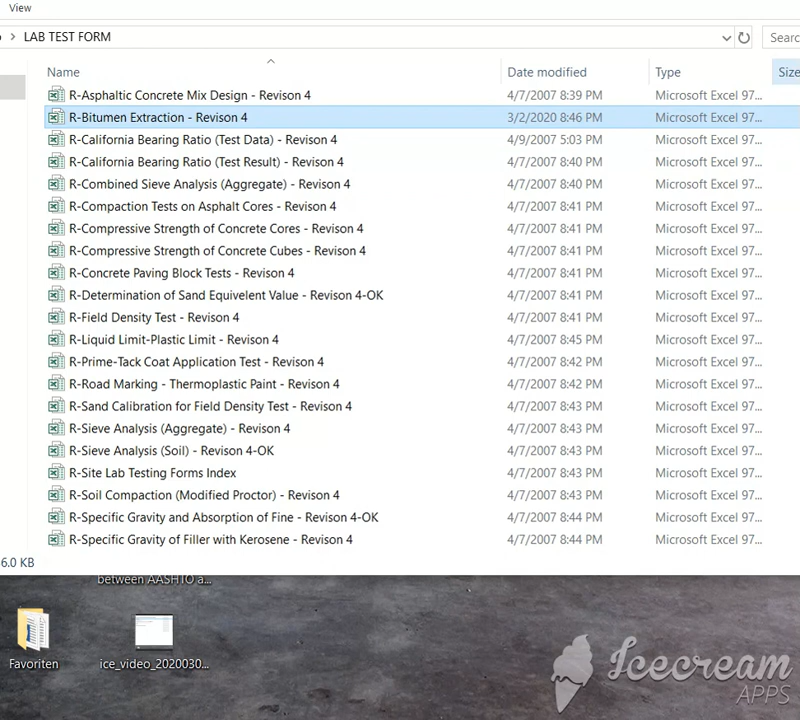 View
LAB TEST FORM
Searc
Name Date modified Type Size
R-Asphaltic Concrete Mix Design - Revison 4 4/7/2007 8:39 PM Microsoft Excel 97...
R-Bitumen Extraction - Revison 4 3/2/2020 8:46 PM Microsoft Excel 97...
R-California Bearing Ratio (Test Data) - Revison 4 4/9/2007 5:03 PM Microsoft Excel 97...
R-California Bearing Ratio (Test Result) - Revison 4 4/7/2007 8:40 PM Microsoft Excel 97...
R-Combined Sieve Analysis (Aggregate) - Revison 4 4/7/2007 8:40 PM Microsoft Excel 97...
R-Compaction Tests on Asphalt Cores - Revison 4 4/7/2007 8:41 PM Microsoft Excel 97...
R-Compressive Strength of Concrete Cores - Revison 4 4/7/2007 8:41 PM Microsoft Excel 97...
R-Compressive Strength of Concrete Cubes - Revison 4 4/7/2007 8:41 PM Microsoft Excel 97...
R-Concrete Paving Block Tests - Revison 4 4/7/2007 8:41 PM Microsoft Excel 97...
R-Determination of Sand Equivelent Value - Revison 4-OK 4/7/2007 8:41 PM Microsoft Excel 97...
R-Field Density Test - Revison 4 4/7/2007 8:41 PM Microsoft Excel 97...
R-Liquid Limit-Plastic Limit - Revison 4 4/7/2007 8:45 PM Microsoft Excel 97...
R-Prime-Tack Coat Application Test - Revison 4 4/7/2007 8:42 PM Microsoft Excel 97...
R-Road Marking - Thermoplastic Paint - Revison 4 4/7/2007 8:42 PM Microsoft Excel 97...
R-Sand Calibration for Field Density Test - Revison 4 4/7/2007 8:43 PM Microsoft Excel 97...
R-Sieve Analysis (Aggregate) - Revison 4 4/7/2007 8:43 PM Microsoft Excel 97...
R-Sieve Analysis (Soil) - Revison 4-OK 4/7/2007 8:43 PM Microsoft Excel 97...
R-Site Lab Testing Forms Index 4/7/2007 8:43 PM Microsoft Excel 97...
R-Soil Compaction (Modified Proctor) - Revison 4 4/7/2007 8:43 PM Microsoft Excel 97...
R-Specific Gravity and Absorption of Fine - Revison 4-OK 4/7/2007 8:44 PM Microsoft Excel 97...
R-Specific Gravity of Filler with Kerosene - Revison 4 4/7/2007 8:44 PM Microsoft Excel 97...
6.0 KB
between AASHTO a...
Favoriten
ice_video_2020030...
Icecream
APPS